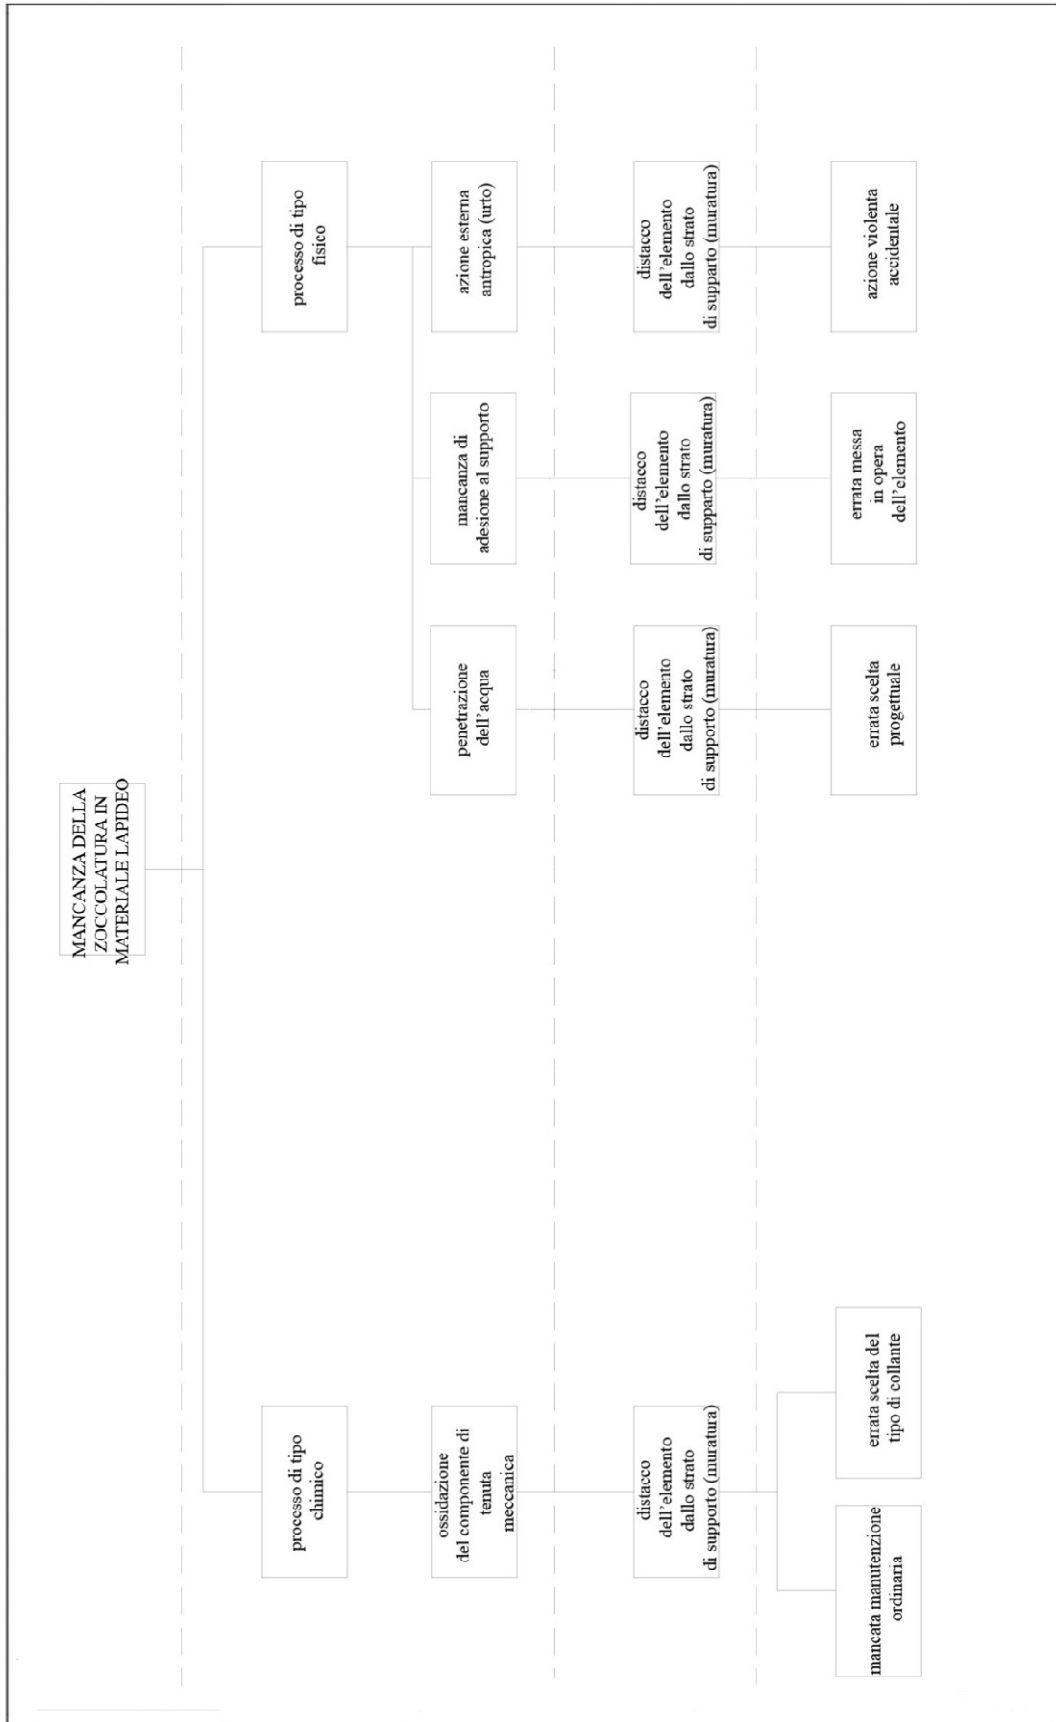 MANCANZA DELLA
ZOCCOLATURA IN
MATERIALE LAPIDEO
processo di tipo
chimico
processo di tipo
fisico
ossidazione
del componente di
tenuta
meccanica
penetrazione
dell'acqua
mancanza di
adesione al supporto
azione esterna
antropica (urto)
distacco
dell'elemento
dallo strato
di supporto (muratura)
distacco
dell'elemento
dallo strato
di supporto (muratura)
distacco
dell'elemento
dallo strato
di supparto (muratura)
distacco
dell'elemento
dallo strato
di supparto (muratura)
mancata manutenzione
ordinaria
errata scelta del
tipo di collante
errata scelta
progettuale
errata messa
in opera
dell'elemento
azione violenta
accidentale